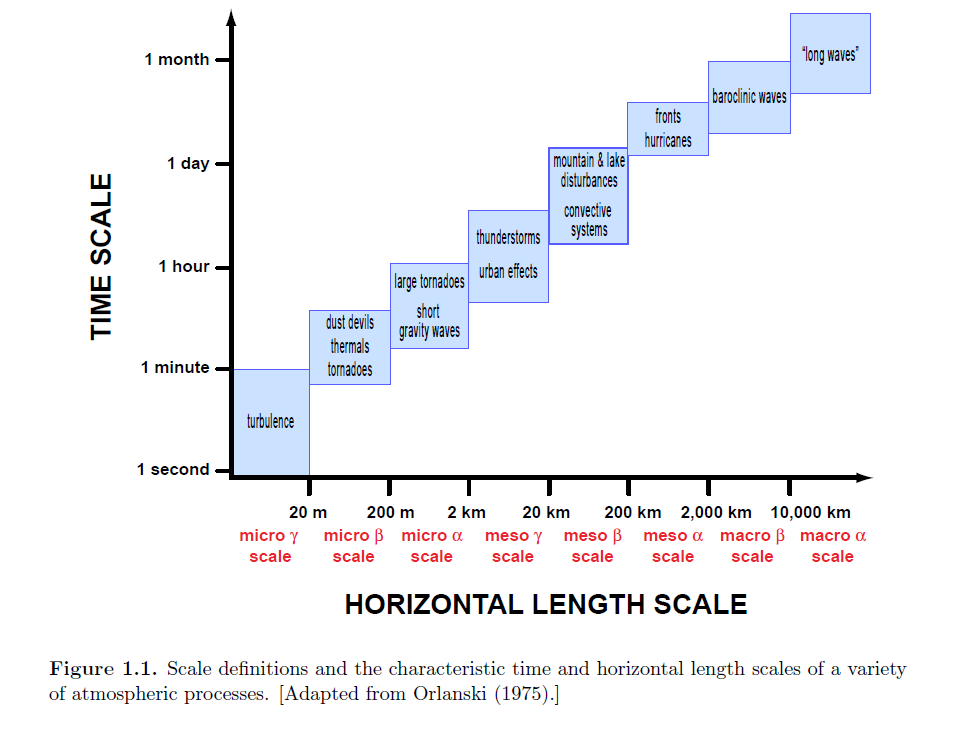 TIME SCALE
1 month
1 day
1 hour
1 minute
1 second
"long waves"
baroclinic waves
fronts
hurricanes
mountain & lake
disturbances
convective
systems
thunderstorms
urban effects
large tornadoes
short
gravity waves
dust devils
thermals
tornadoes
turbulence
20 m 200 m 2 km 20 km 200 km 2,000 km 10,000 km
micro γ micro β micro α meso γ meso β meso α macro β macro α
scale scale scale scale scale scale scale scale
HORIZONTAL LENGTH SCALE
Figure 1.1. Scale definitions and the characteristic time and horizontal length scales of a variety
of atmospheric processes. [Adapted from Orlanski (1975).]